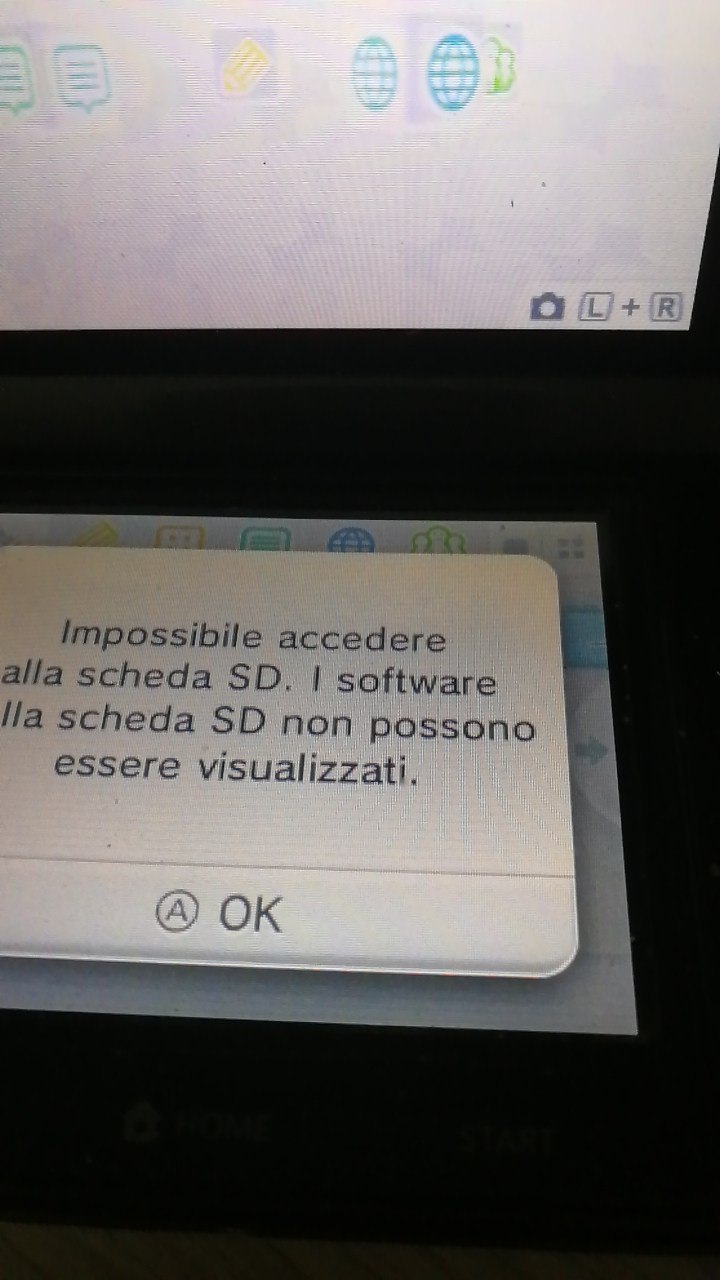 L + R
Impossibile accedere
alla scheda SD. I software
lla scheda SD non possono
essere visualizzati.
A OK
HOME START